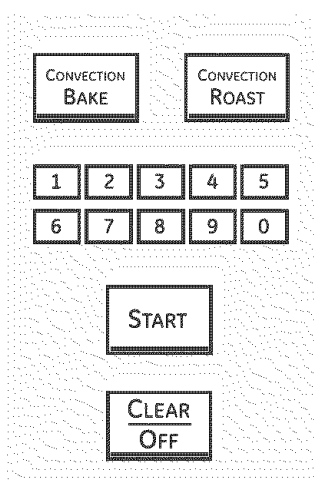 CONVECTION CONVECTION
BAKE ROAST
1 2 3 4 5
6 7 8 9 0
START
CLEAR
OFF